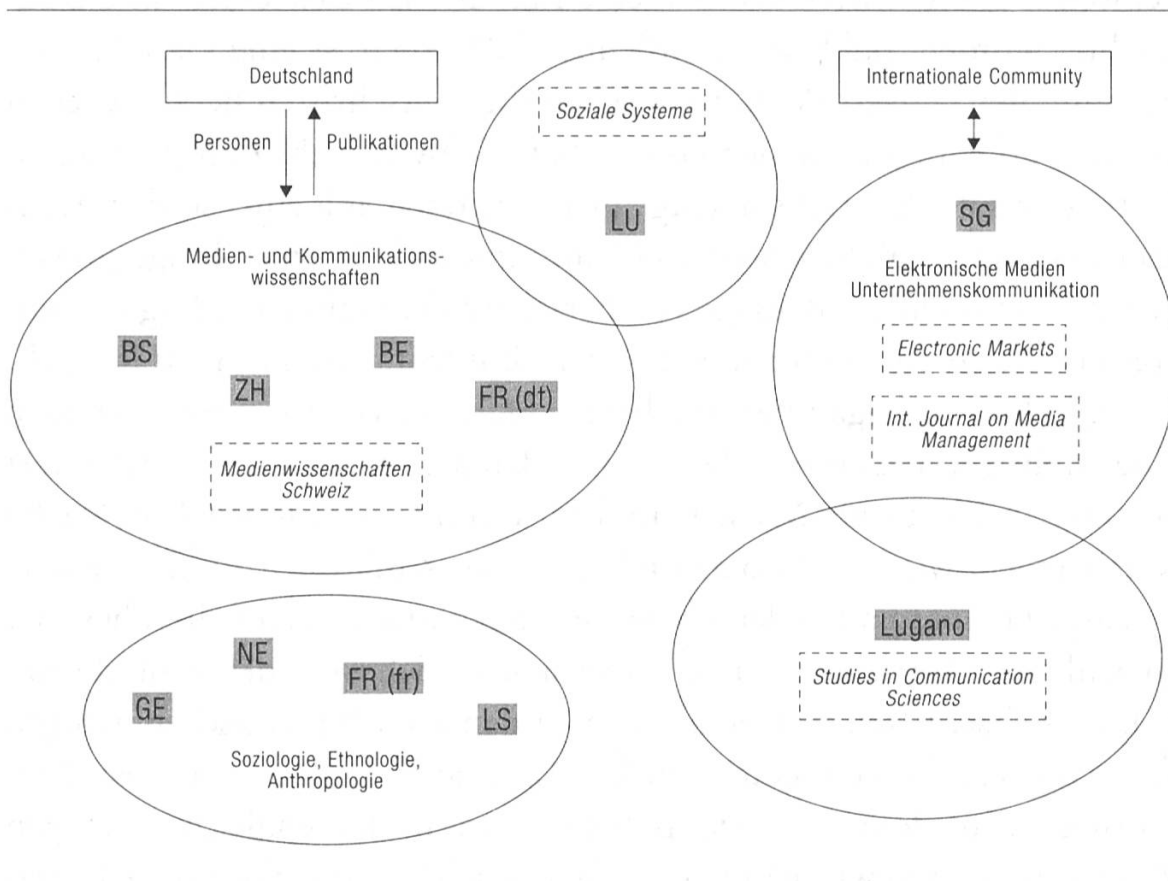 Deutschland
Personen
Publikationen
Soziale Systeme
LU
Internationale Community
Medien- und Kommunikations-
wissenschaften
BS
BE
ZH
FR (dt)
Medienwissenschaften
Schweiz
SG
Elektronische Medien
Unternehmenskommunikation
Electronic Markets
Int. Journal on Media
Management
NE
FR (fr)
GE
LS
Soziologie, Ethnologie,
Anthropologie
Lugano
Studies in Communication
Sciences